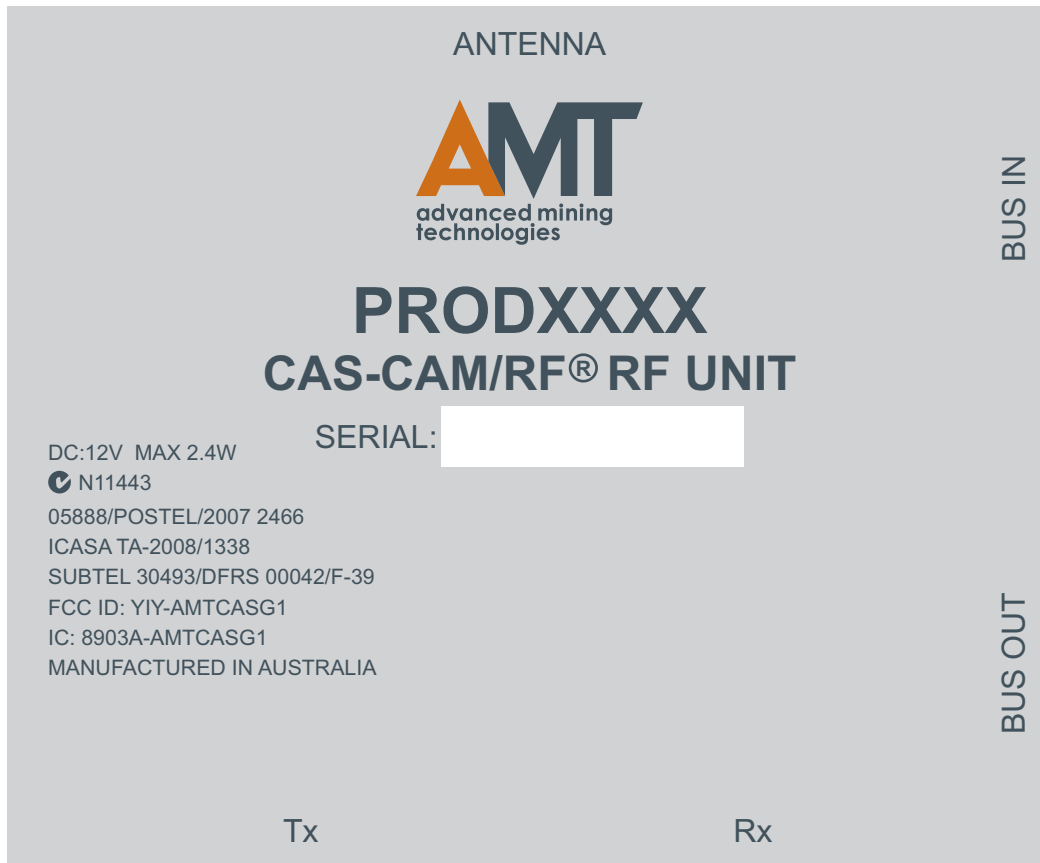 ANTENNA
AMT
advanced mining
technologies
BUS IN
PRODXXXX
CAS-CAM/RF® RF UNIT
SERIAL:
DC:12V MAX 2.4W
N11443
05888/POSTEL/2007 2466
ICASA TA-2008/1338
SUBTEL 30493/DFRS 00042/F-39
FCC ID: YIY-AMTCASG1
IC: 8903A-AMTCASG1
MANUFACTURED IN AUSTRALIA
BUS OUT
Tx
Rx